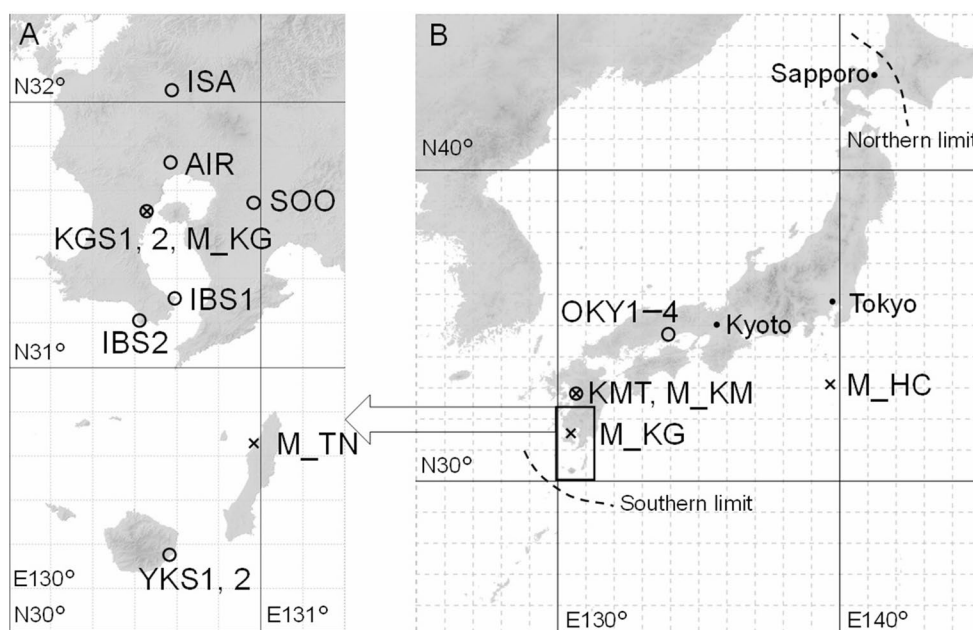 A
N32°
ISA
AIR
SOO
KGS1, 2, M_KG
IBS1
IBS2
N31°
M_TN
YKS1, 2
E130°
N30°
E131°
B
Sapporo
Northern limit
N40°
Tokyo
OKY1–4
Kyoto
KMT, M_KM
M_HC
M_KG
N30°
Southern limit
E130°
E140°